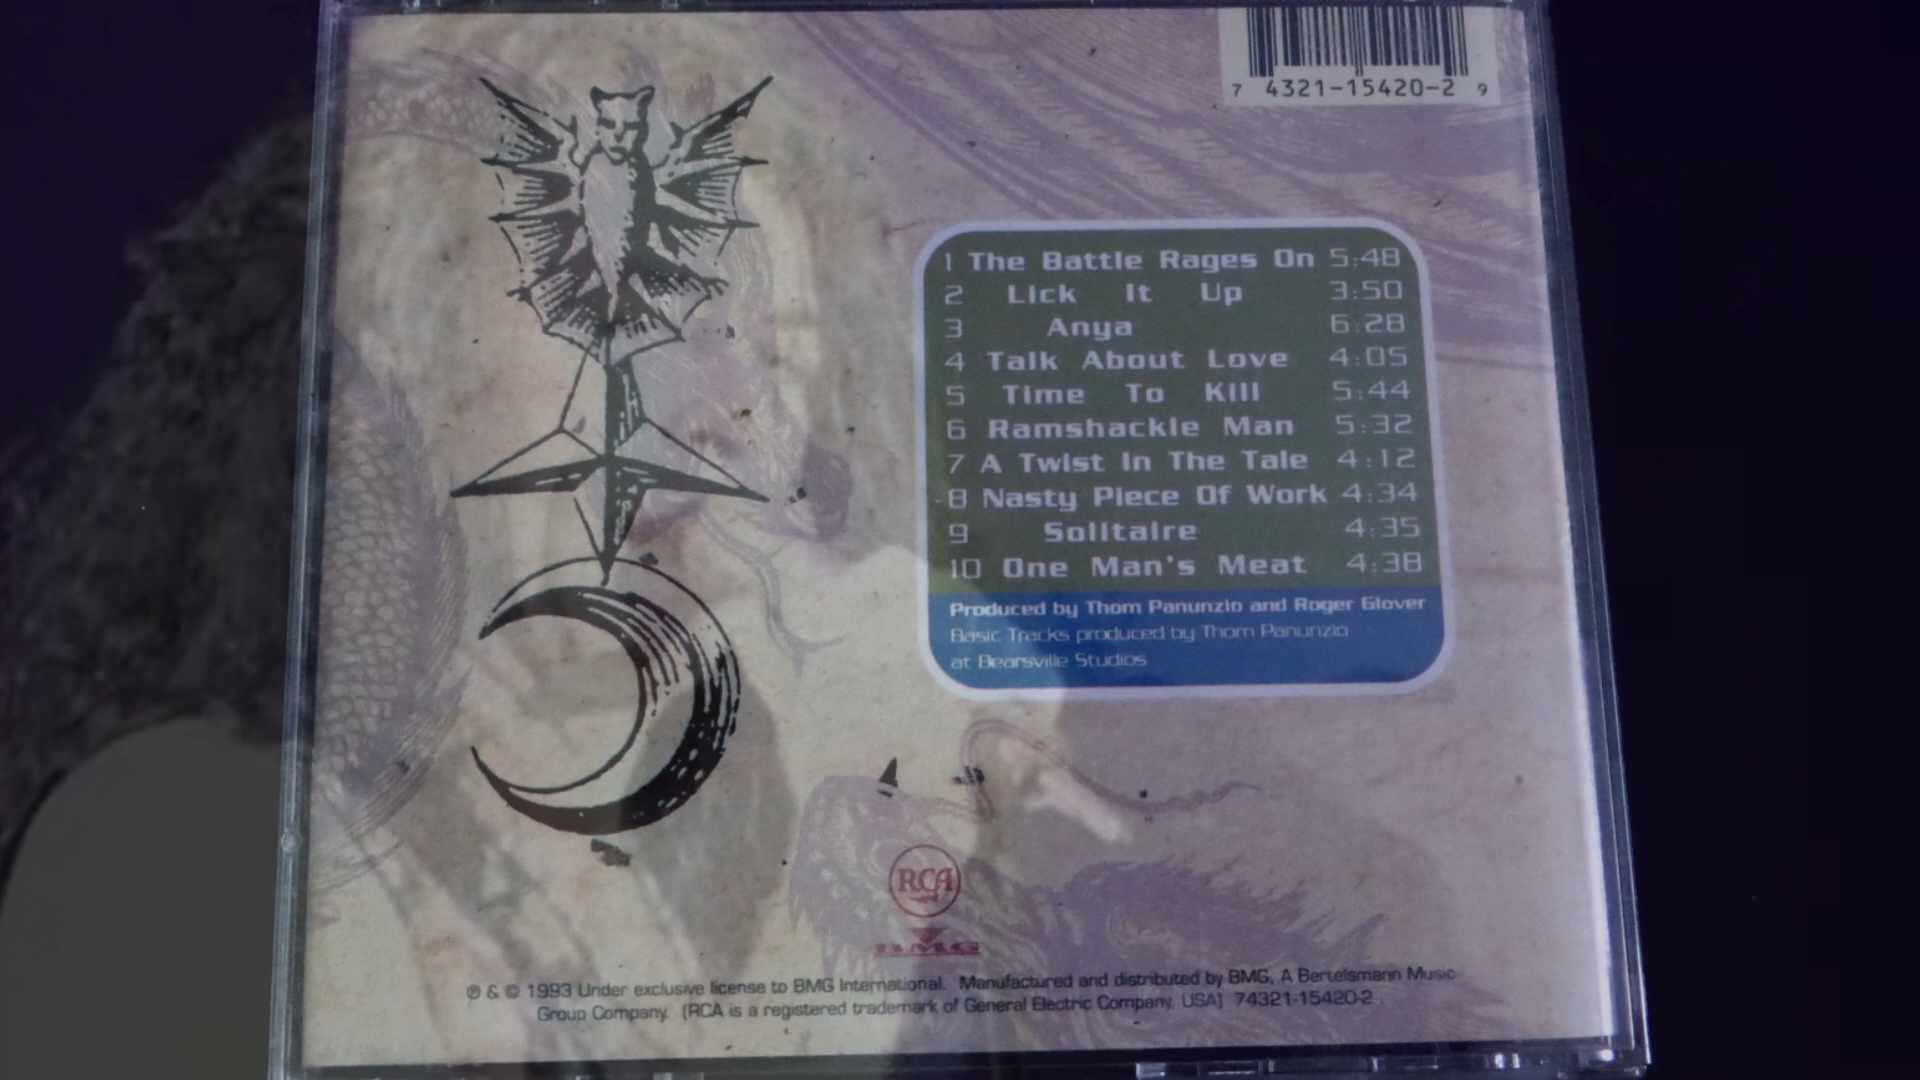 7 4321-15420-2 9
1 The Battle Rages On 5:48
2 Lick It Up 3:50
3 Anya 6:28
4 Talk About Love 4:05
5 Time To Kill 5:44
6 Ramshackle Man 5:32
7 A Twist In The Tale 4:12
8 Nasty Piece Of Work 4:34
9 Solitaire 4:35
10 One Man's Meat 4:38
Produced by Thom Panunzio and Roger Glover
Basic Tracks produced by Thom Panunzio
at Bearsville Studios
RCA
BMG
℗ & © 1993 Under exclusive license to BMG International. Manufactured and distributed by BMG, A Bertelsmann Music
Group Company. (RCA is a registered trademark of General Electric Company, USA) 74321-15420-2.